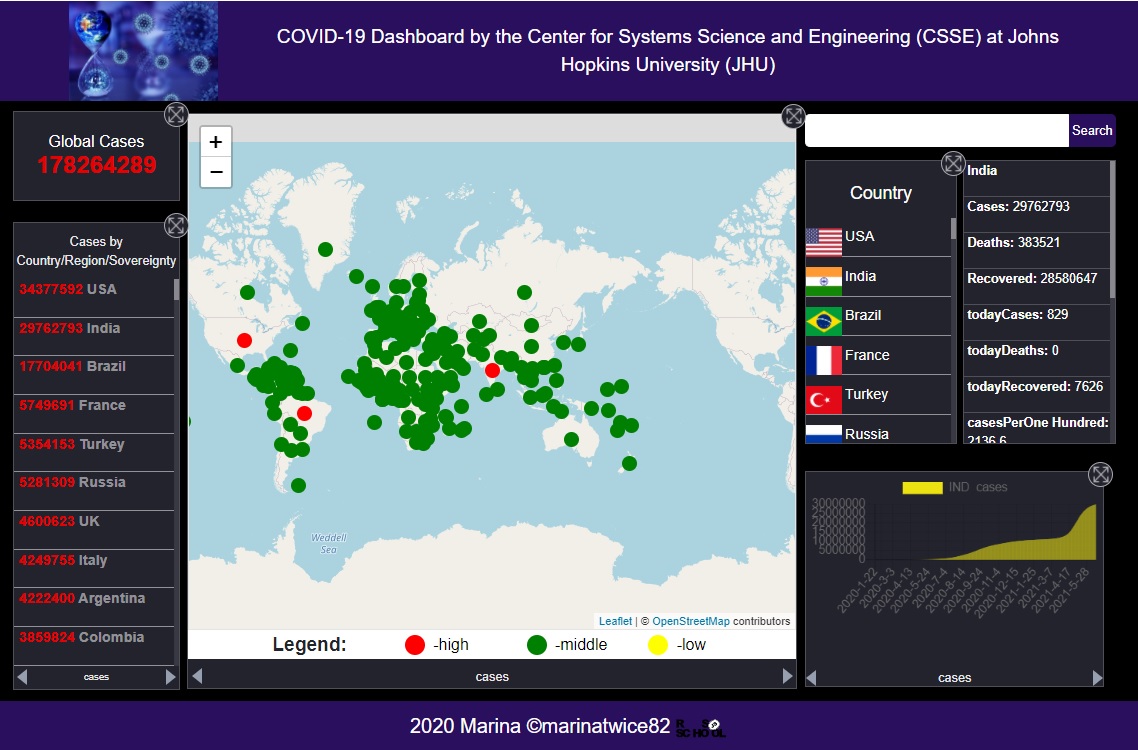 COVID-19 Dashboard by the Center for Systems Science and Engineering (CSSE) at Johns
Hopkins University (JHU)
Global Cases
178264289
Cases by
Country/Region/Sovereignty
34377592 USA
29762793 India
17704041 Brazil
5749691 France
5354153 Turkey
5281309 Russia
4600623 UK
4249755 Italy
4222400 Argentina
3859824 Colombia
cases
+
−
Weddell
Sea
Leaflet | © OpenStreetMap contributors
Legend:
-high
-middle
-low
cases
Search
Country
USA
India
Brazil
France
Turkey
Russia
India
Cases: 29762793
Deaths: 383521
Recovered: 28580647
todayCases: 829
todayDeaths: 0
todayRecovered: 7626
casesPerOne Hundred:
2136.6
IND cases
30000000
25000000
20000000
15000000
10000000
5000000
0
2020-1-22
2020-3-3
2020-4-13
2020-5-24
2020-7-4
2020-8-14
2020-9-24
2020-11-4
2020-12-15
2021-1-25
2021-3-7
2021-4-17
2021-5-28
cases
2020 Marina ©marinatwice82